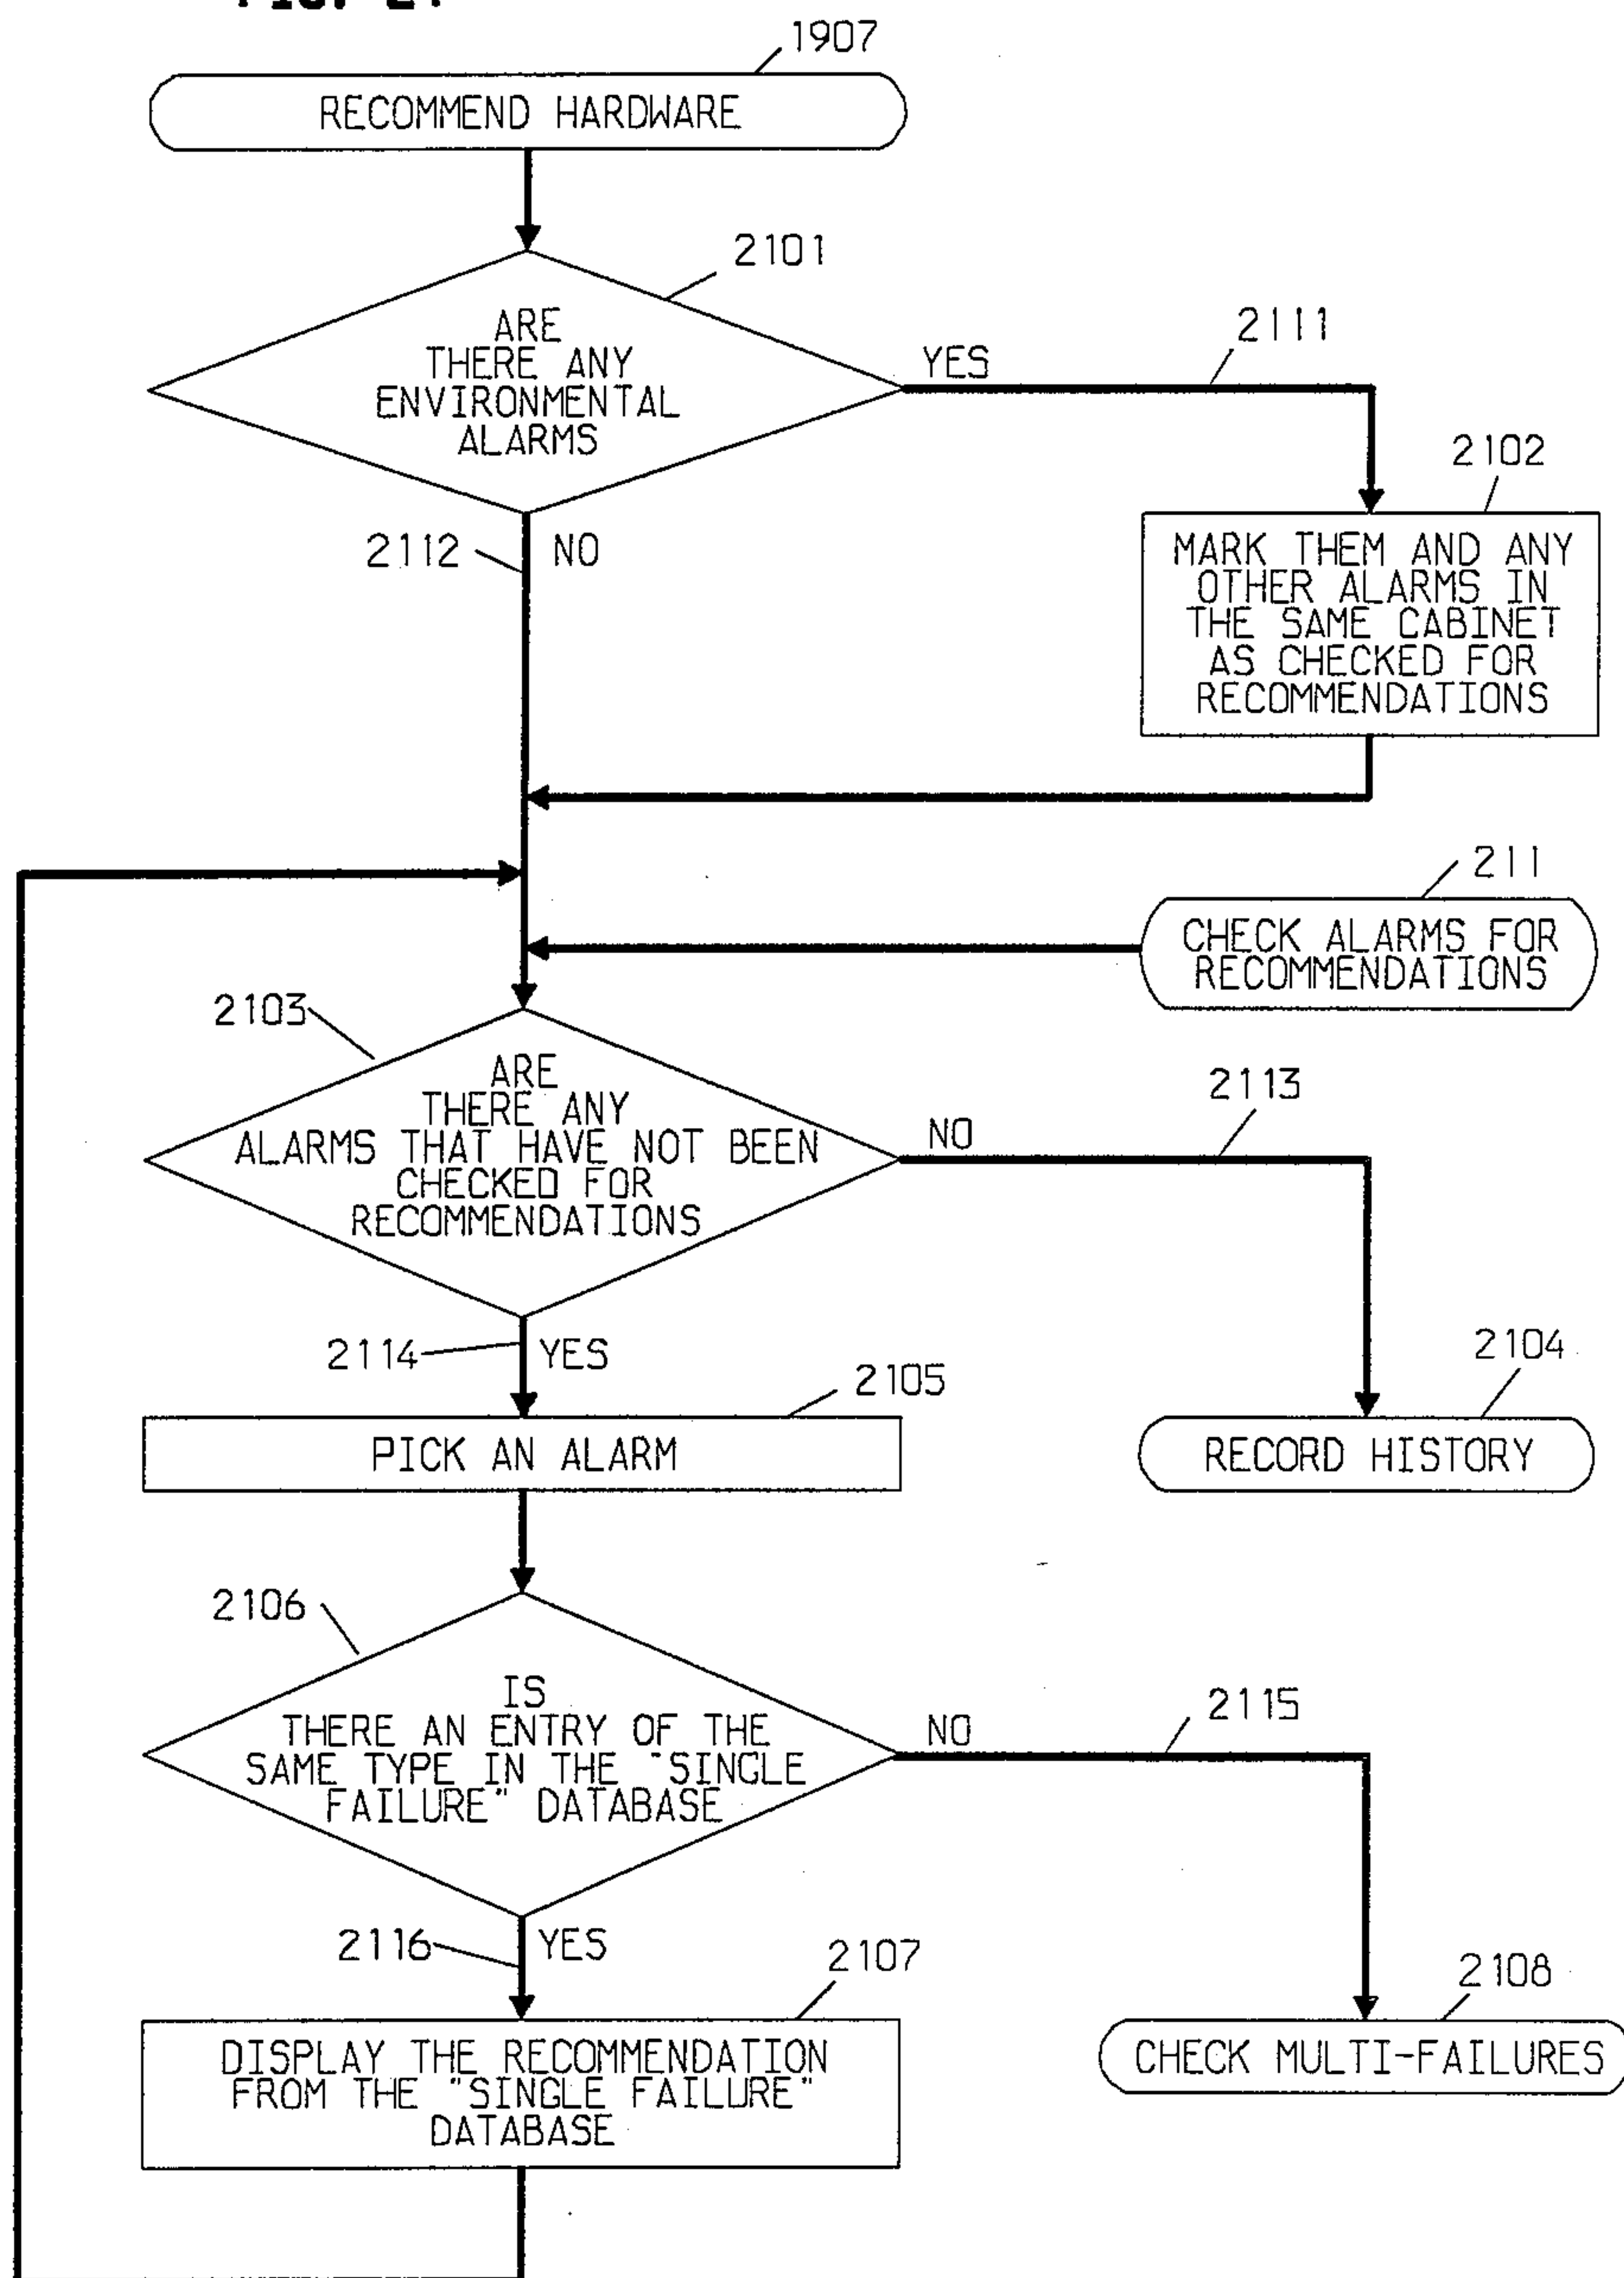 1907
RECOMMEND HARDWARE
2101
ARE
THERE ANY
ENVIRONMENTAL
ALARMS
YES
2111
2102
2112
NO
MARK THEM AND ANY
OTHER ALARMS IN
THE SAME CABINET
AS CHECKED FOR
RECOMMENDATIONS
211
CHECK ALARMS FOR
RECOMMENDATIONS
2103
ARE
THERE ANY
ALARMS THAT HAVE NOT BEEN
CHECKED FOR
RECOMMENDATIONS
NO
2113
2114
YES
2104
2105
PICK AN ALARM
RECORD HISTORY
2106
IS
THERE AN ENTRY OF THE
SAME TYPE IN THE "SINGLE
FAILURE" DATABASE
NO
2115
2116
YES
2107
2108
DISPLAY THE RECOMMENDATION
FROM THE "SINGLE FAILURE"
DATABASE
CHECK MULTI-FAILURES